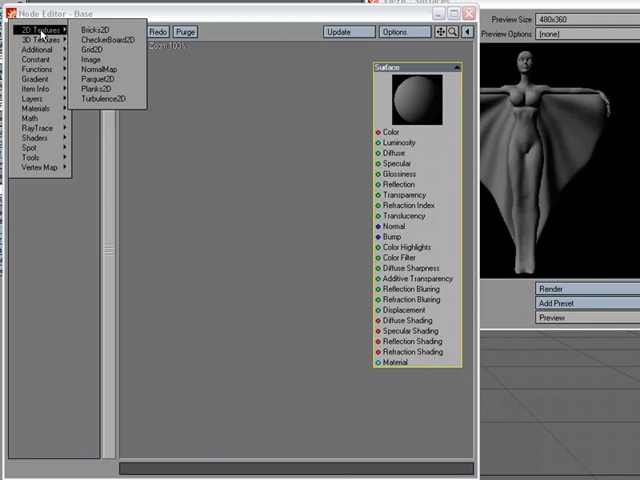 Node Editor - Base
Redo
Purge
Update
Options
Zoom 100%
2D Textures
3D Textures
Additional
Constant
Functions
Gradient
Item Info
Layers
Materials
Math
RayTrace
Shaders
Spot
Tools
Vertex Map
Bricks2D
CheckerBoard2D
Grid2D
Image
NormalMap
Parquet2D
Planks2D
Turbulence2D
Surface
Color
Luminosity
Diffuse
Specular
Glossiness
Reflection
Transparency
Refraction Index
Translucency
Normal
Bump
Color Highlights
Color Filter
Diffuse Sharpness
Additive Transparency
Reflection Blurring
Refraction Blurring
Displacement
Diffuse Shading
Specular Shading
Reflection Shading
Refraction Shading
Material
Preview Size
480x360
Preview Options
(none)
Render
Add Preset
Preview